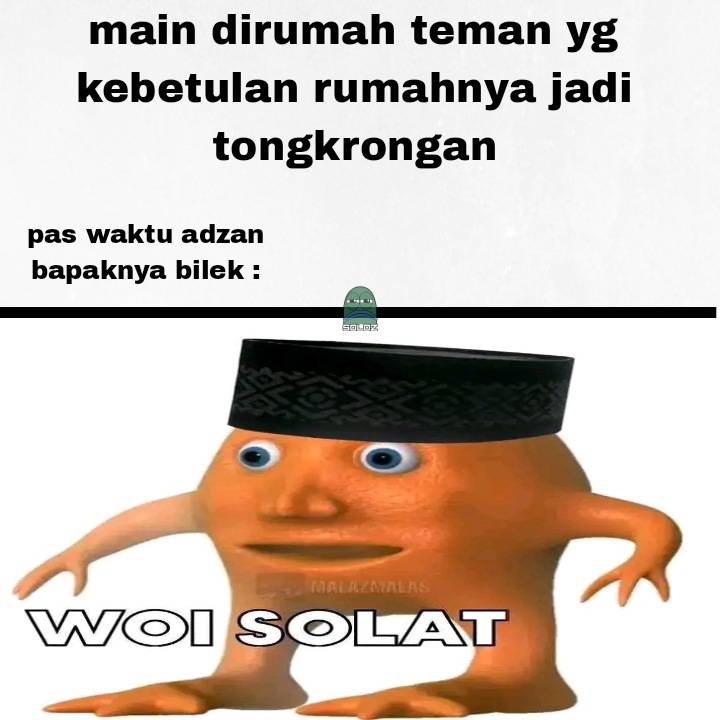 main dirumah teman yg
kebetulan rumahnya jadi
tongkrongan
pas waktu adzan
bapaknya bilek :
SOLOZ
MALAZMALAS
WOI SOLAT